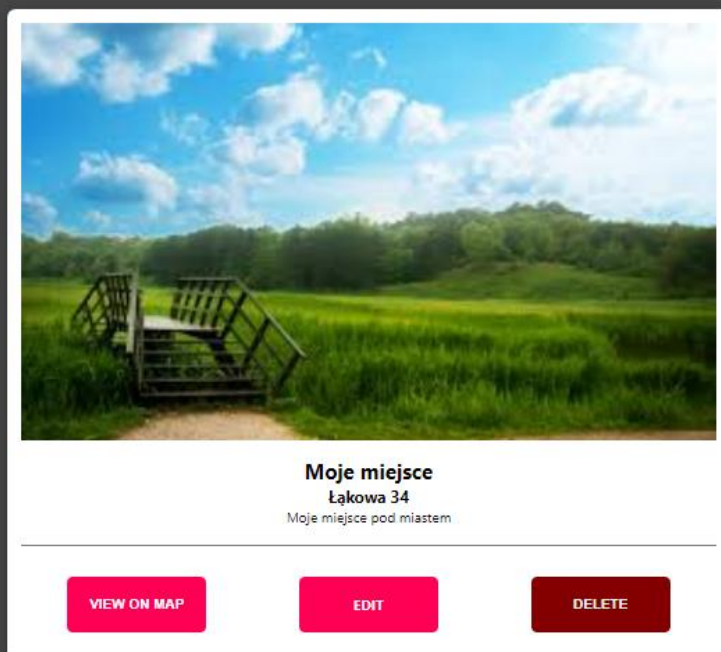 Moje miejsce
Łąkowa 34
Moje miejsce pod miastem
VIEW ON MAP
EDIT
DELETE